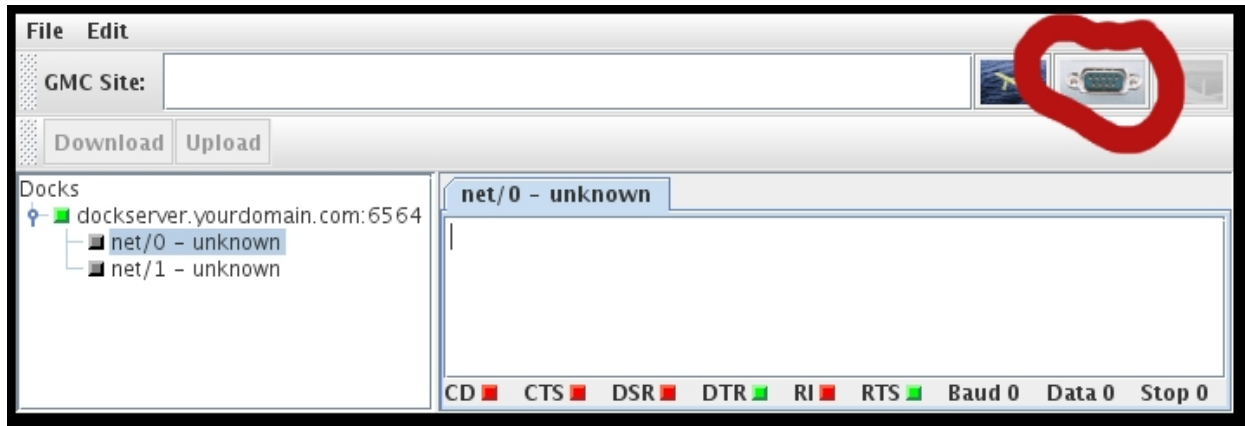 File Edit
GMC Site:
Download Upload
Docks
dockserver.yourdomain.com:6564
net/0 – unknown
net/1 – unknown
net/0 – unknown
CD CTS DSR DTR RI RTS Baud 0 Data 0 Stop 0